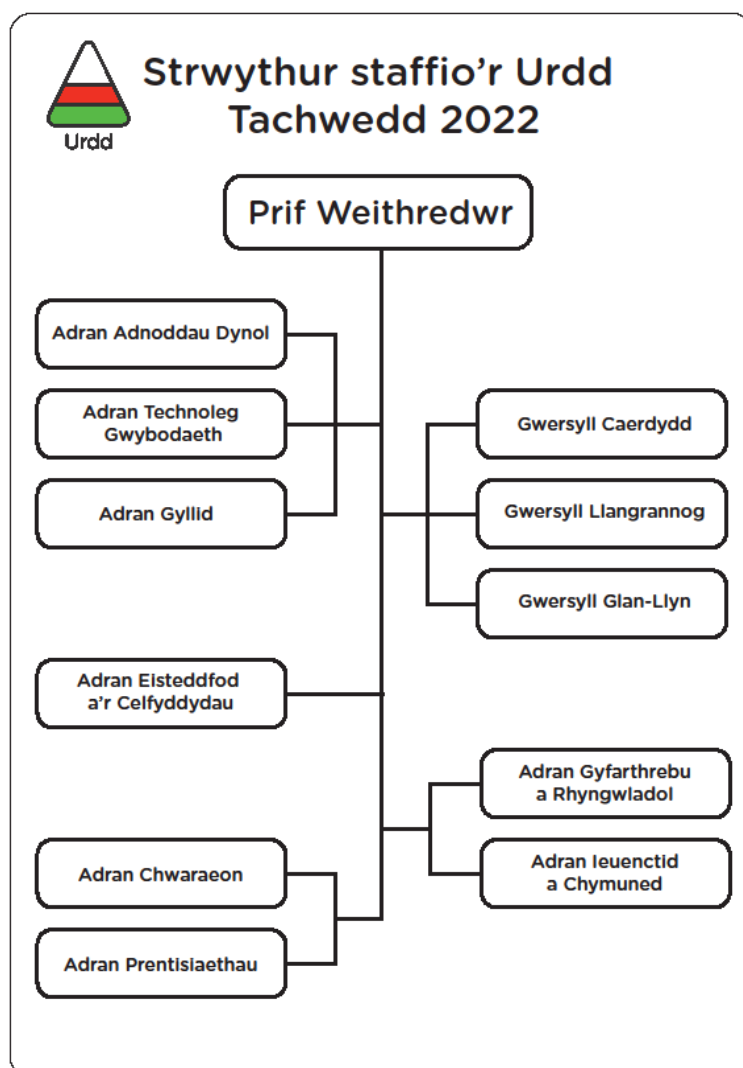 Strwythur staffio'r Urdd
Tachwedd 2022
Urdd
Prif Weithredwr
Adran Adnoddau Dynol
Adran Technoleg
Gwybodaeth
Adran Gyllid
Gwersyll Caerdydd
Gwersyll Llangrannog
Gwersyll Glan-Llyn
Adran Eisteddfod
a'r Celfyddydau
Adran Gyfarthrebu
a Rhyngwladol
Adran Ieuenctid
a Chymuned
Adran Chwaraeon
Adran Prentisiaethau